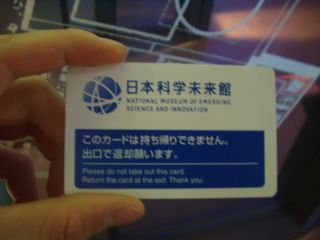 日本科学未来館
NATIONAL MUSEUM OF EMERGING
SCIENCE AND INNOVATION
このカードは持ち帰りできません。
出口で返却願います。
Please do not take out this card.
Return the card at the exit. Thank you.